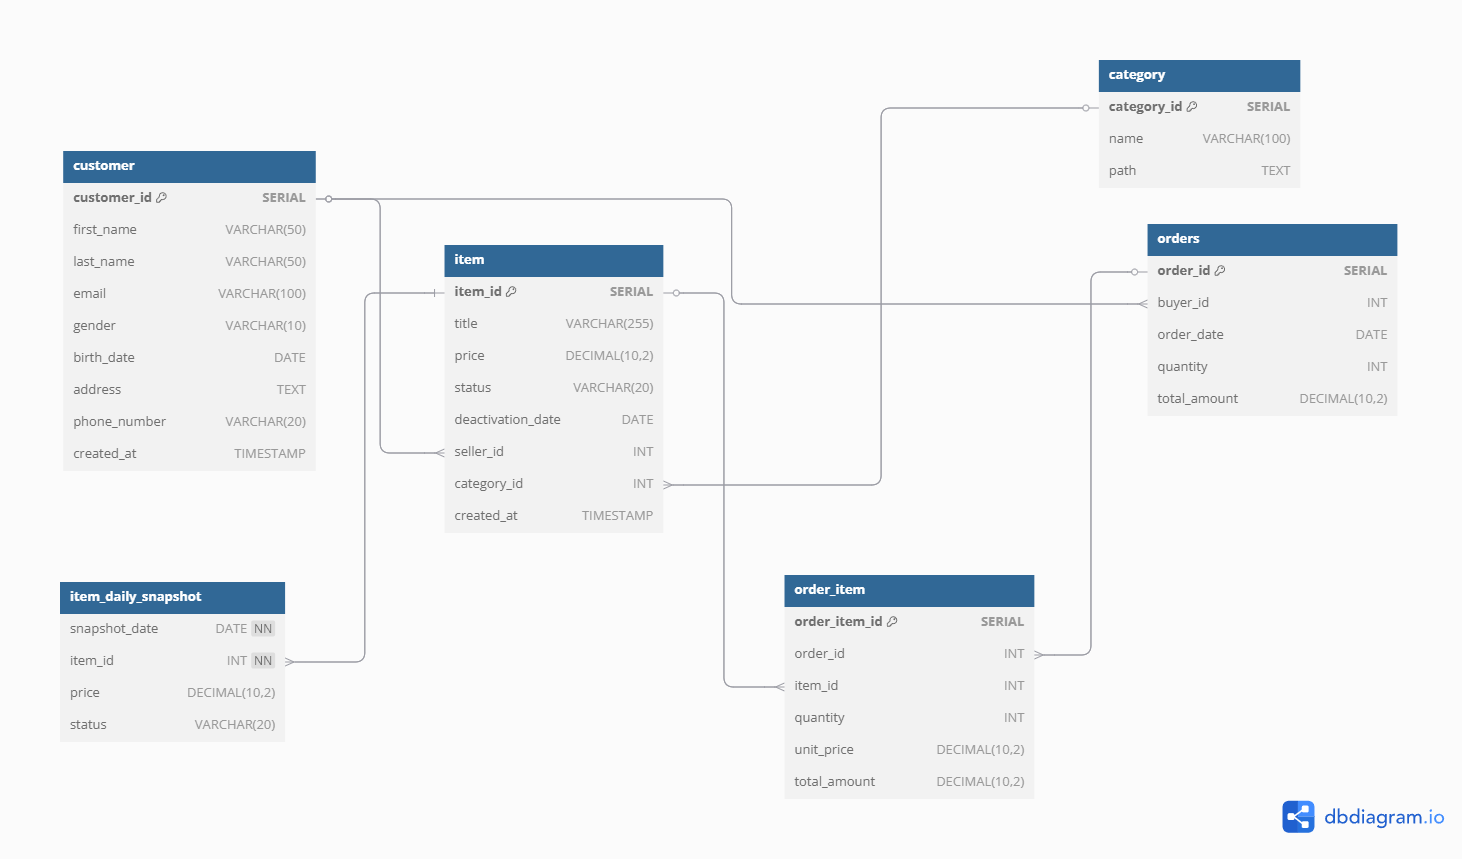 category
category_id SERIAL
name VARCHAR(100)
path TEXT
customer
customer_id SERIAL
first_name VARCHAR(50)
last_name VARCHAR(50)
email VARCHAR(100)
gender VARCHAR(10)
birth_date DATE
address TEXT
phone_number VARCHAR(20)
created_at TIMESTAMP
orders
order_id SERIAL
buyer_id INT
order_date DATE
quantity INT
total_amount DECIMAL(10,2)
item
item_id SERIAL
title VARCHAR(255)
price DECIMAL(10,2)
status VARCHAR(20)
deactivation_date DATE
seller_id INT
category_id INT
created_at TIMESTAMP
item_daily_snapshot
snapshot_date DATE NN
item_id INT NN
price DECIMAL(10,2)
status VARCHAR(20)
order_item
order_item_id SERIAL
order_id INT
item_id INT
quantity INT
unit_price DECIMAL(10,2)
total_amount DECIMAL(10,2)
dbdiagram.io